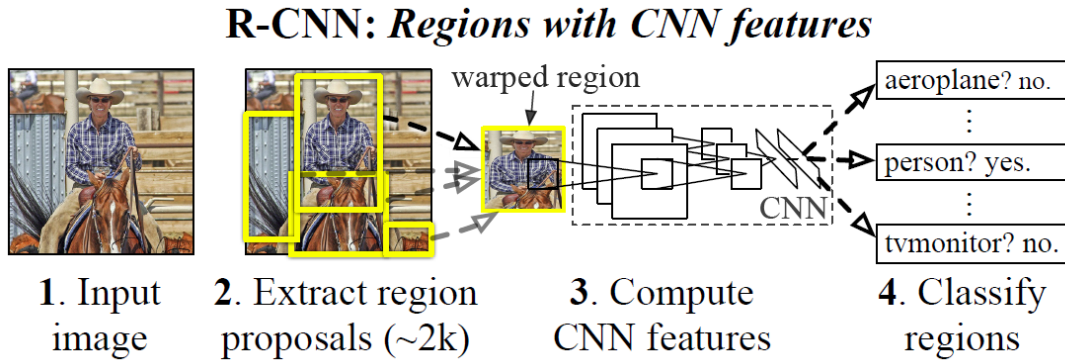 R-CNN: Regions with CNN features
warped region
aeroplane? no.
person? yes.
tvmonitor? no.
CNN
1. Input
image
2. Extract region
proposals (~2k)
3. Compute
CNN features
4. Classify
regions